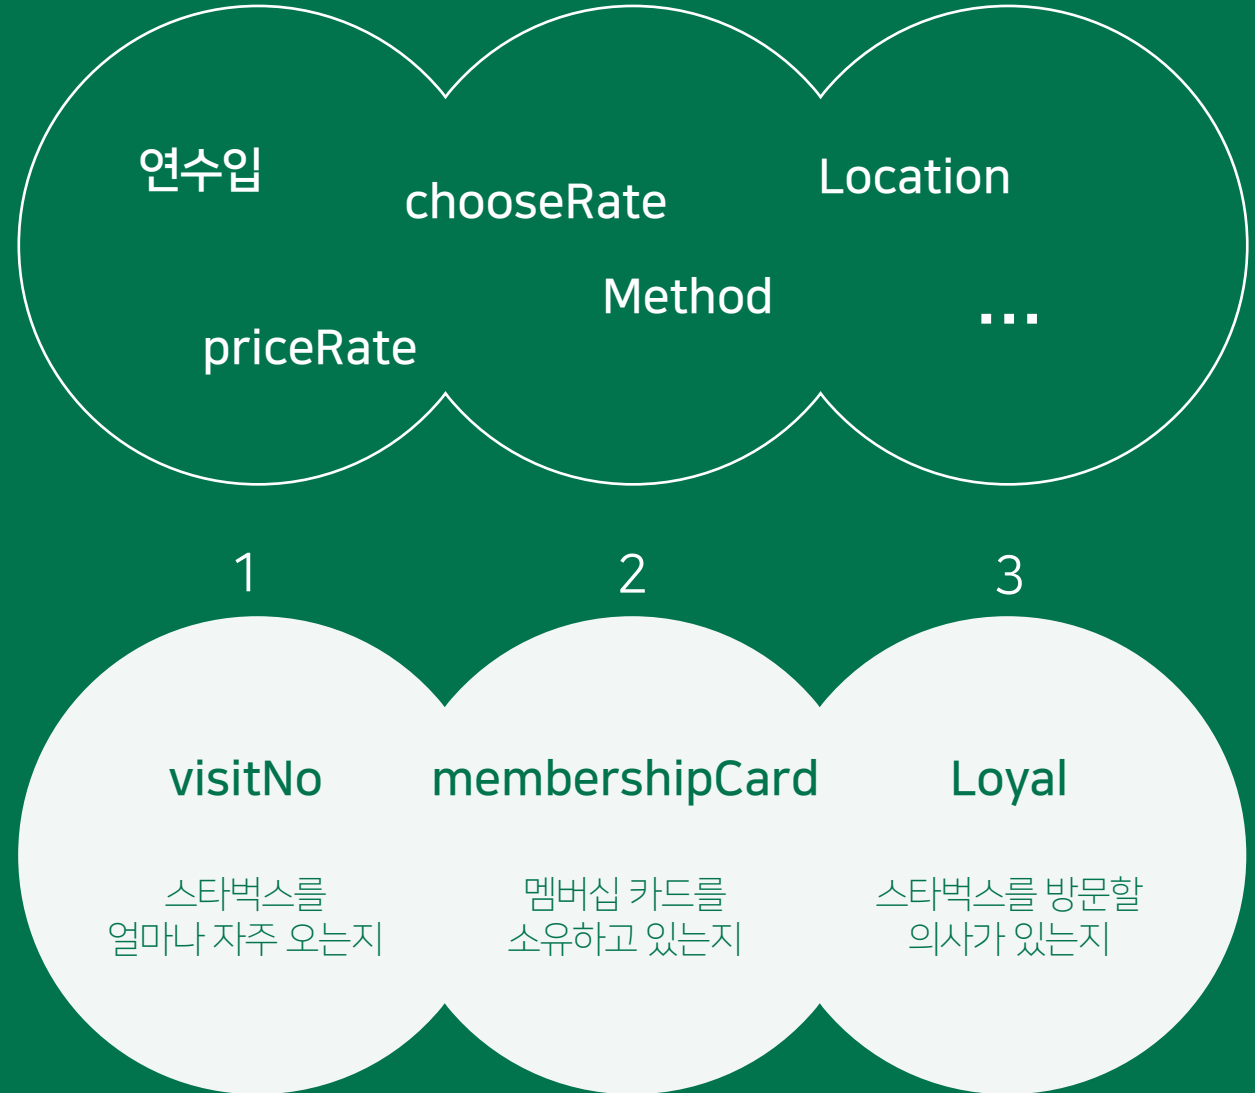 연수입
chooseRate
Location
Method
...
priceRate
1
2
3
visitNo
membershipCard
Loyal
스타벅스를
얼마나 자주 오는지
멤버십 카드를
소유하고 있는지
스타벅스를 방문할
의사가 있는지